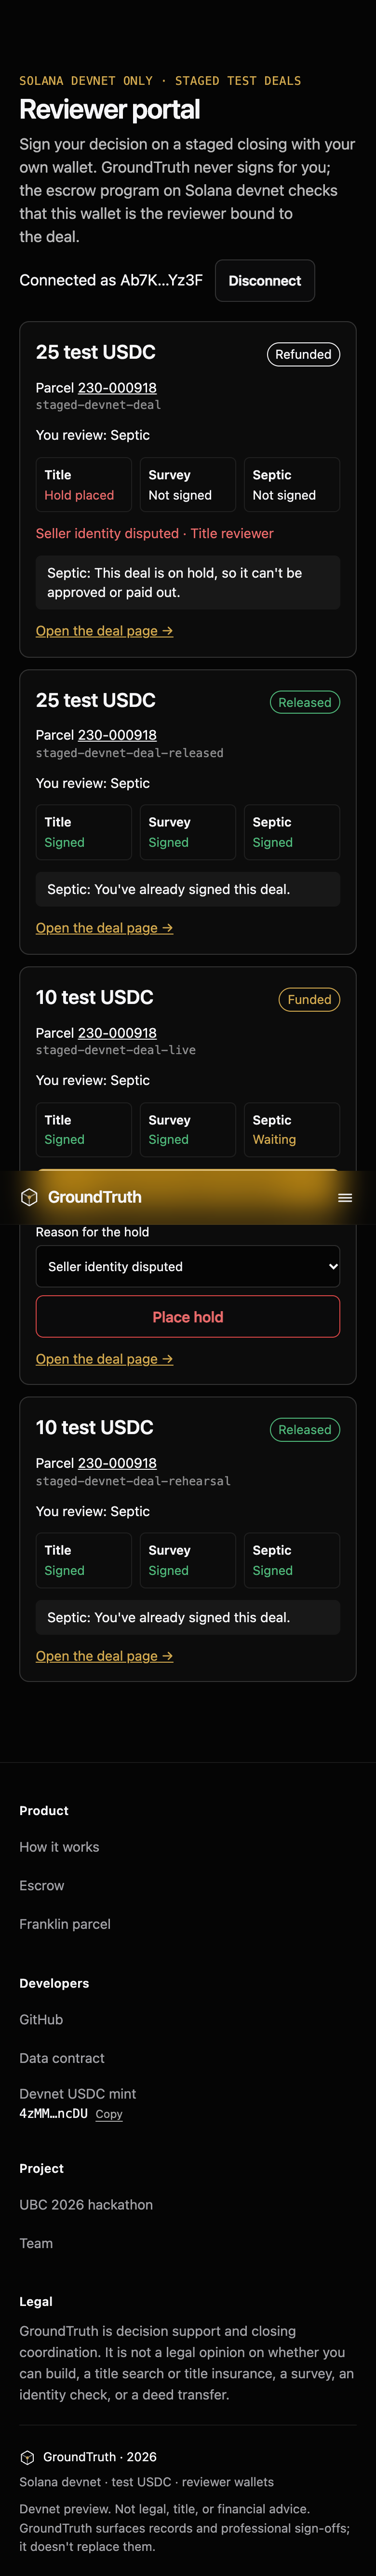 SOLANA DEVNET ONLY · STAGED TEST DEALS
Reviewer portal
Sign your decision on a staged closing with your
own wallet. GroundTruth never signs for you;
the escrow program on Solana devnet checks
that this wallet is the reviewer bound to
the deal.
Connected as Ab7K…Yz3F Disconnect
25 test USDC Refunded
Parcel 230-000918
staged-devnet-deal
You review: Septic
Title Survey Septic
Hold placed Not signed Not signed
Seller identity disputed · Title reviewer
Septic: This deal is on hold, so it can't be
approved or paid out.
Open the deal page →
25 test USDC Released
Parcel 230-000918
staged-devnet-deal-released
You review: Septic
Title Survey Septic
Signed Signed Signed
Septic: You've already signed this deal.
Open the deal page →
10 test USDC Funded
Parcel 230-000918
staged-devnet-deal-live
You review: Septic
Title Survey Septic
Signed Signed Waiting
GroundTruth
Reason for the hold
Seller identity disputed
Place hold
Open the deal page →
10 test USDC Released
Parcel 230-000918
staged-devnet-deal-rehearsal
You review: Septic
Title Survey Septic
Signed Signed Signed
Septic: You've already signed this deal.
Open the deal page →
Product
How it works
Escrow
Franklin parcel
Developers
GitHub
Data contract
Devnet USDC mint
4zMM…ncDU Copy
Project
UBC 2026 hackathon
Team
Legal
GroundTruth is decision support and closing
coordination. It is not a legal opinion on whether you
can build, a title search or title insurance, a survey, an
identity check, or a deed transfer.
GroundTruth · 2026
Solana devnet · test USDC · reviewer wallets
Devnet preview. Not legal, title, or financial advice.
GroundTruth surfaces records and professional sign-offs;
it doesn't replace them.